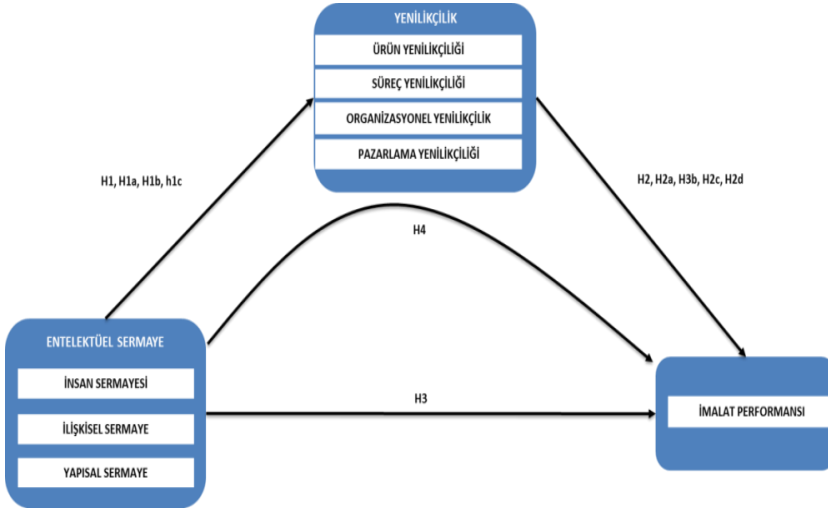 YENİLİKÇİLİK
ÜRÜN YENİLİKÇİLİĞİ
SÜREÇ YENİLİKÇİLİĞİ
ORGANİZASYONEL YENİLİKÇİLİK
PAZARLAMA YENİLİKÇİLİĞİ
H1, H1a, H1b, h1c
H2, H2a, H3b, H2c, H2d
H4
ENTELEKTÜEL SERMAYE
İNSAN SERMAYESİ
İLİŞKİSEL SERMAYE
YAPISAL SERMAYE
H3
İMALAT PERFORMANSI